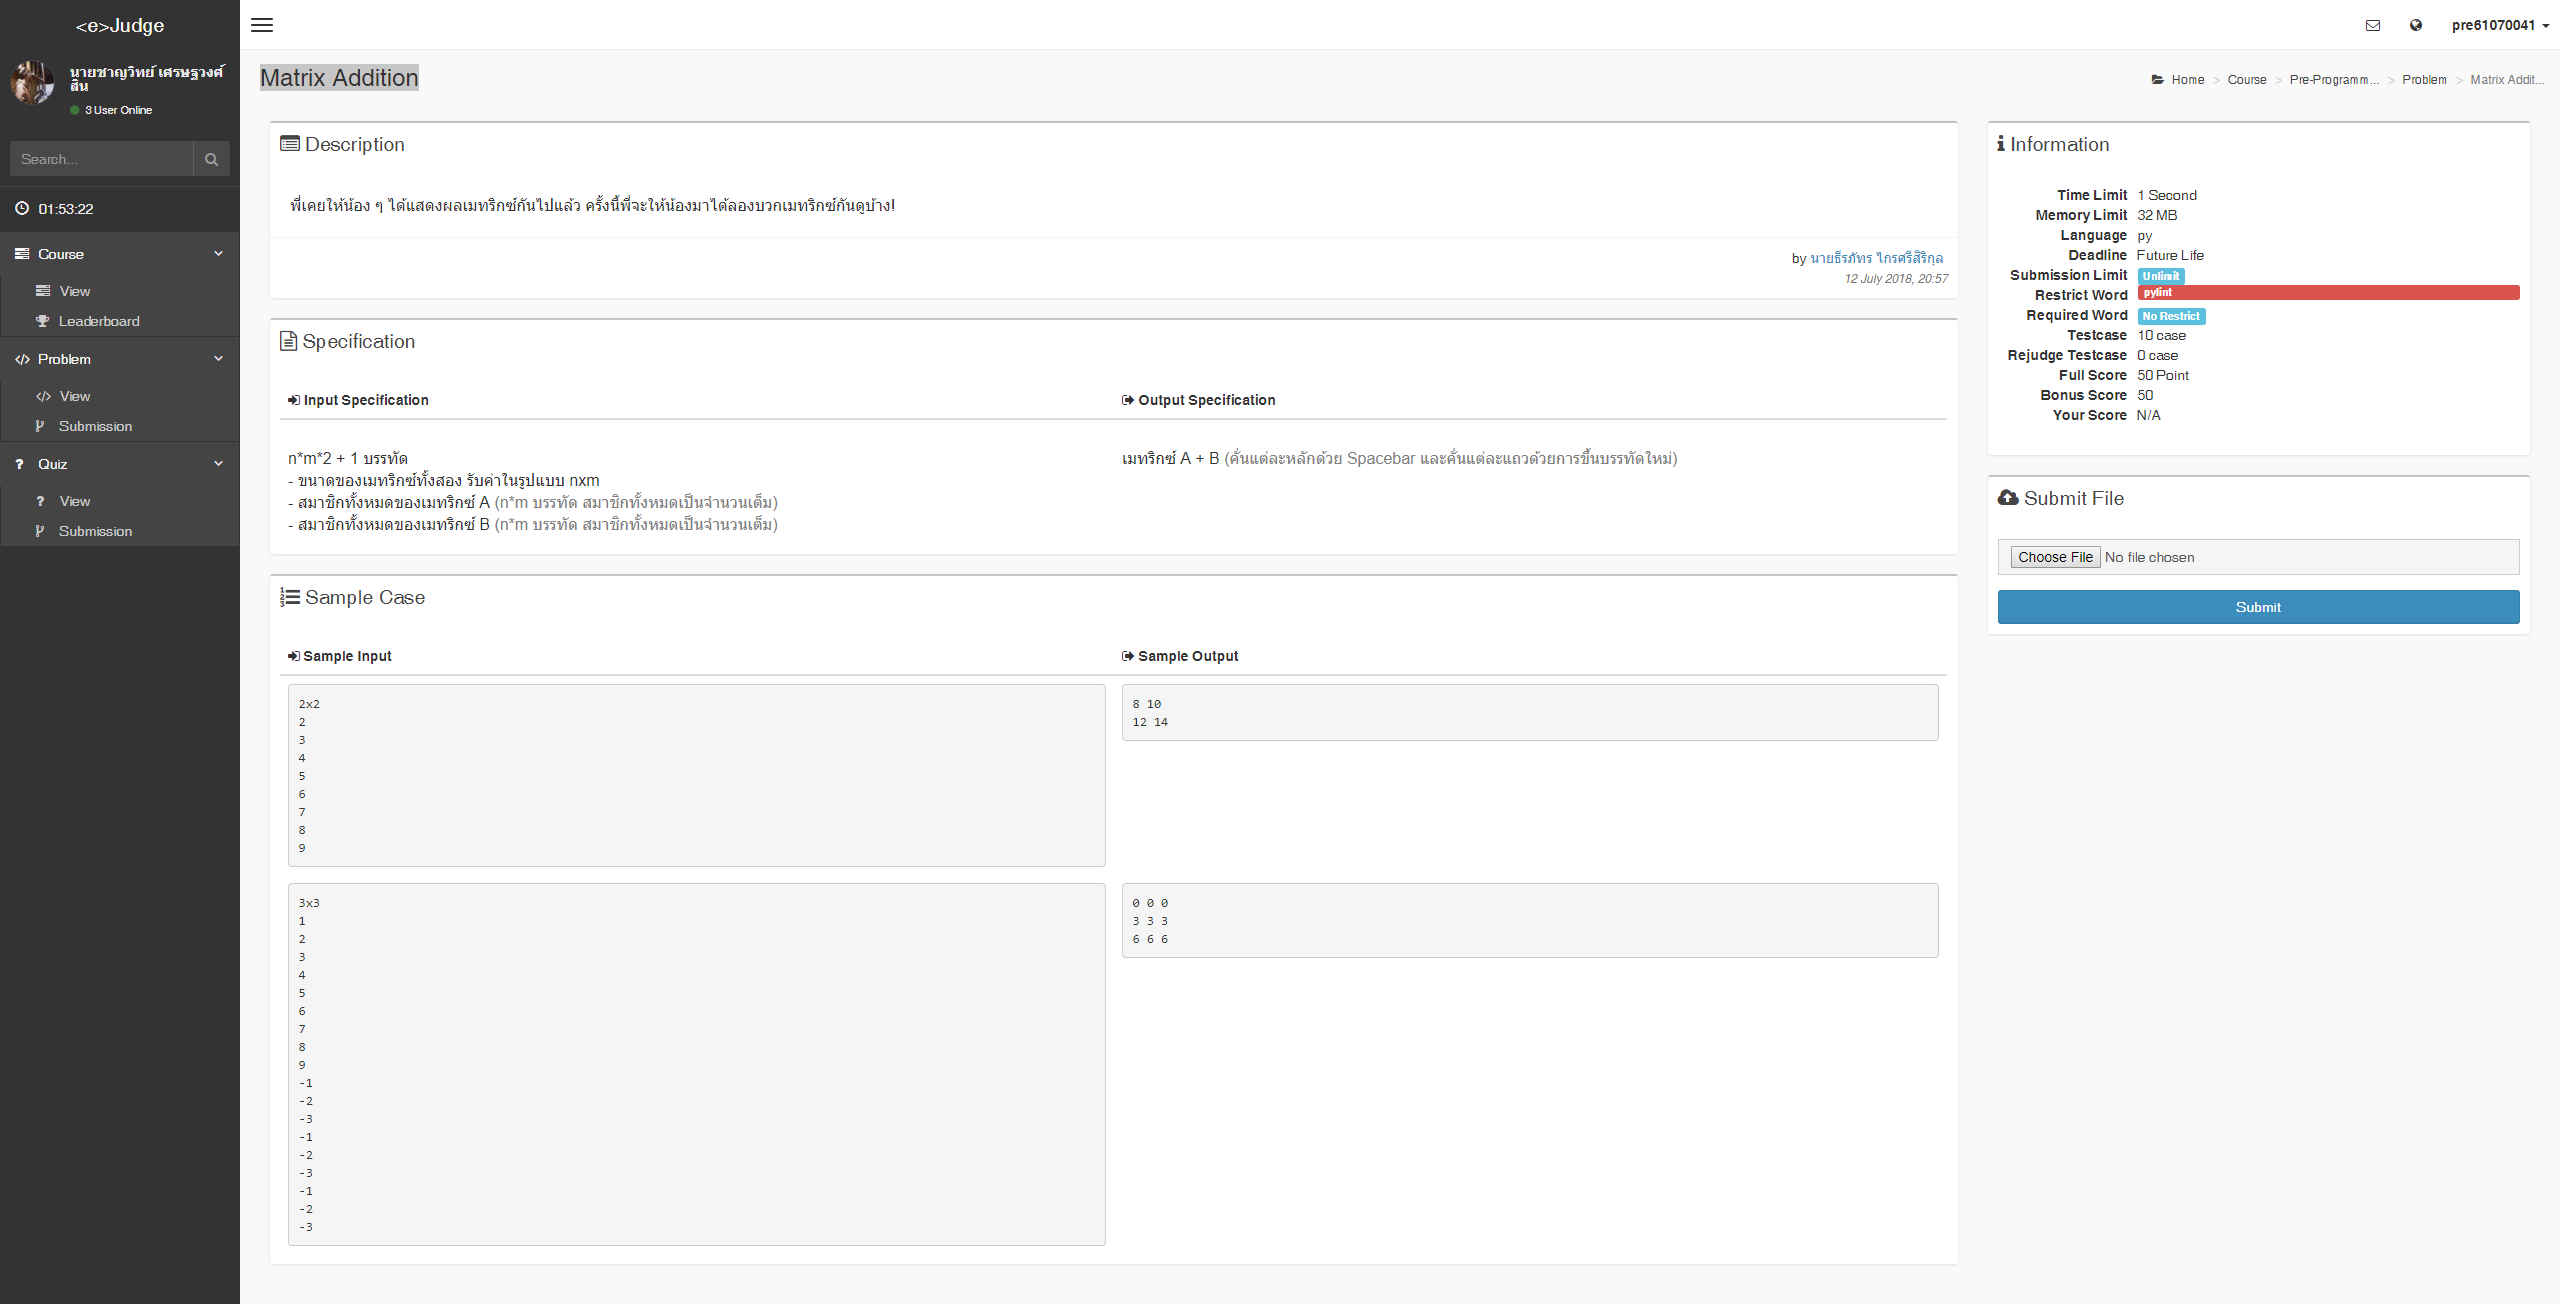 <e>Judge
นายชาญวิทย์ เศรษฐวงศ์
สิน
3 User Online
Search...
01:53:22
Course
View
Leaderboard
Problem
View
Submission
Quiz
View
Submission
pre61070041
Matrix Addition
Home > Course > Pre-Programm... > Problem > Matrix Addit...
Description
พี่เคยให้น้อง ๆ ได้แสดงผลเมทริกซ์กันไปแล้ว ครั้งนี้พี่จะให้น้องมาได้ลองบวกเมทริกซ์กันดูบ้าง!
by นายธีรภัทร ไกรศรีสิริกุล
12 July 2018, 20:57
Specification
Input Specification
n*m*2 + 1 บรรทัด
- ขนาดของเมทริกซ์ทั้งสอง รับค่าในรูปแบบ nxm
- สมาชิกทั้งหมดของเมทริกซ์ A (n*m บรรทัด สมาชิกทั้งหมดเป็นจำนวนเต็ม)
- สมาชิกทั้งหมดของเมทริกซ์ B (n*m บรรทัด สมาชิกทั้งหมดเป็นจำนวนเต็ม)
Output Specification
เมทริกซ์ A + B (คั่นแต่ละหลักด้วย Spacebar และคั่นแต่ละแถวด้วยการขึ้นบรรทัดใหม่)
Sample Case
Sample Input
Sample Output
2x2
2
3
4
5
6
7
8
9
8 10
12 14
3x3
1
2
3
4
5
6
7
8
9
-1
-2
-3
-1
-2
-3
-1
-2
-3
0 0 0
3 3 3
6 6 6
Information
Time Limit 1 Second
Memory Limit 32 MB
Language py
Deadline Future Life
Submission Limit Unlimit
Restrict Word pylint
Required Word No Restrict
Testcase 10 case
Rejudge Testcase 0 case
Full Score 50 Point
Bonus Score 50
Your Score N/A
Submit File
Choose File No file chosen
Submit